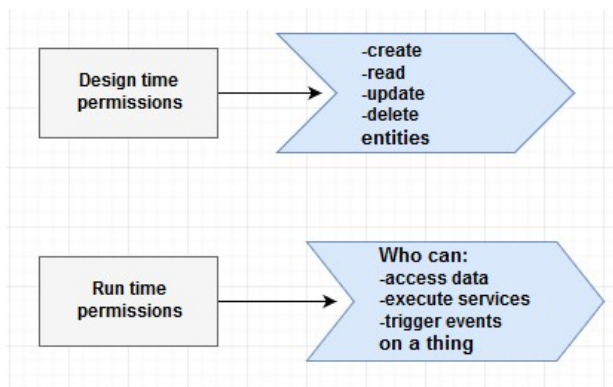 Design time
permissions
-create
-read
-update
-delete
entities
Run time
permissions
Who can:
-access data
-execute services
-trigger events
on a thing